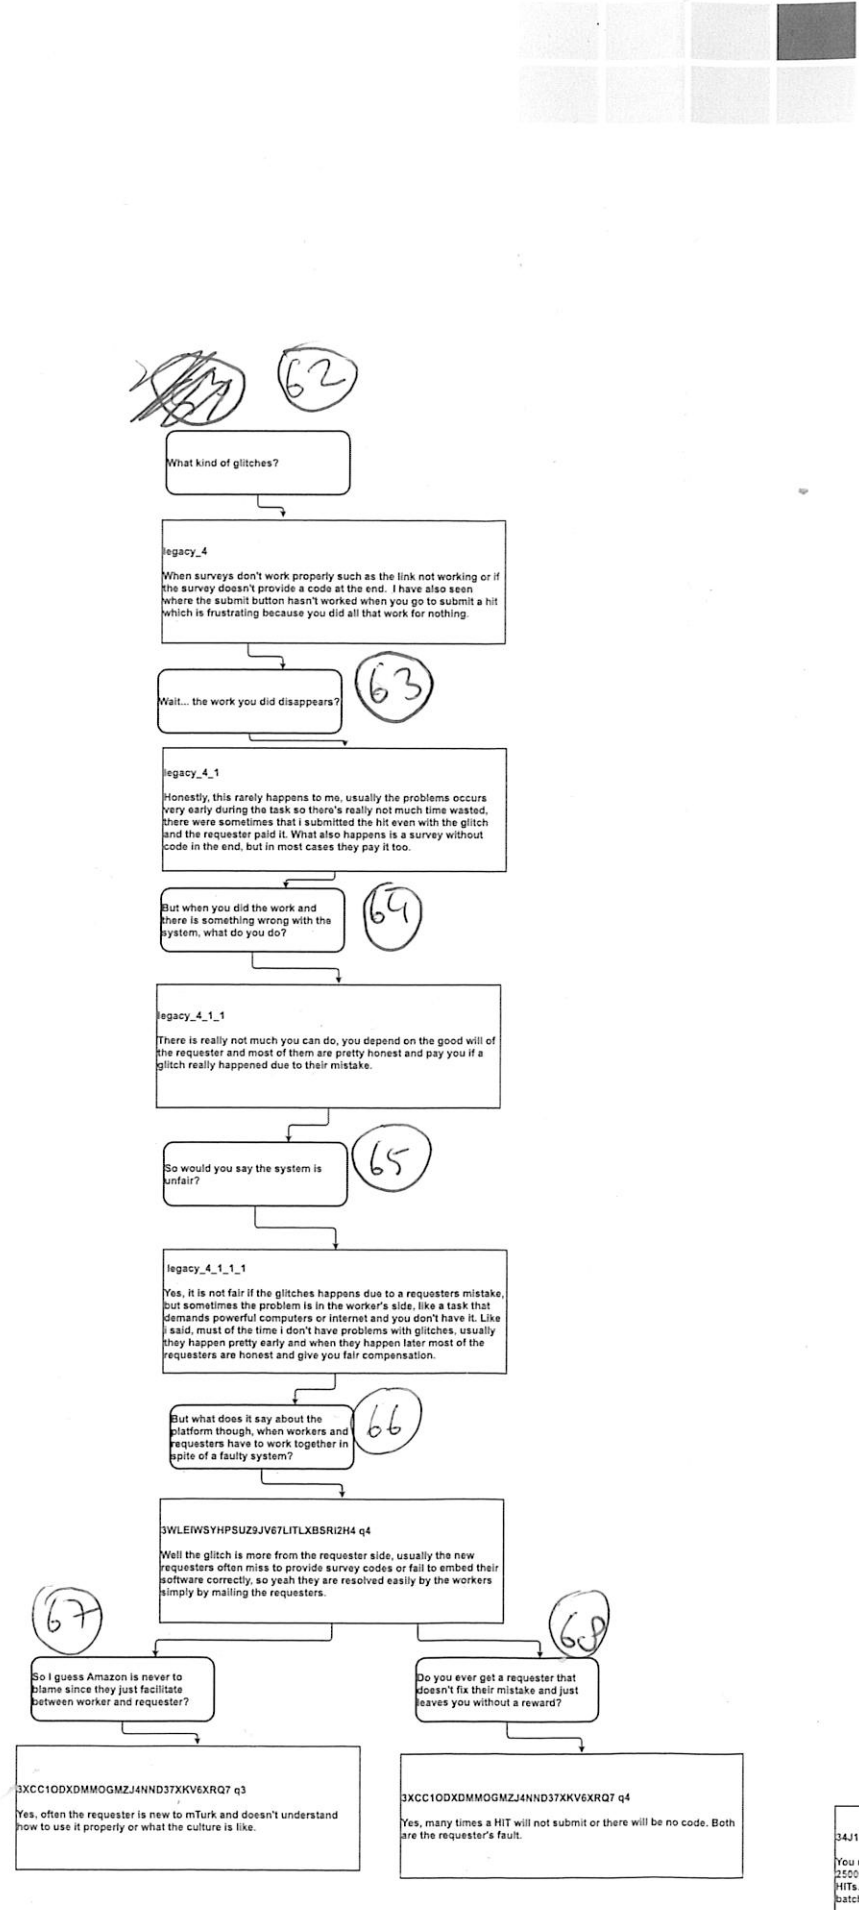 62
What kind of glitches?
legacy_4
When surveys don't work properly such as the link not working or if
the survey doesn't provide a code at the end.  I have also seen
where the submit button hasn't worked when you go to submit a hit
which is frustrating because you did all that work for nothing.
63
Wait... the work you did disappears?
legacy_4_1
Honestly, this rarely happens to me, usually the problems occurs
very early during the task so there's really not much time wasted,
there were sometimes that i submitted the hit even with the glitch
and the requester paid it. What also happens is a survey without
code in the end, but in most cases they pay it too.
64
But when you did the work and
there is something wrong with the
system, what do you do?
legacy_4_1_1
There is really not much you can do, you depend on the good will of
the requester and most of them are pretty honest and pay you if a
glitch really happened due to their mistake.
65
So would you say the system is
unfair?
legacy_4_1_1_1
Yes, it is not fair if the glitches happens due to a requesters mistake,
but sometimes the problem is in the worker's side, like a task that
demands powerful computers or internet and you don't have it. Like
i said, must of the time i don't have problems with glitches, usually
they happen pretty early and when they happen later most of the
requesters are honest and give you fair compensation.
66
But what does it say about the
platform though, when workers and
requesters have to work together in
spite of a faulty system?
3WLEIWSYHPSUZ9JV67LITLXBSRI2H4 q4
Well the glitch is more from the requester side, usually the new
requesters often miss to provide survey codes or fail to embed their
software correctly, so yeah they are resolved easily by the workers
simply by mailing the requesters.
67
So I guess Amazon is never to
blame since they just facilitate
between worker and requester?
3XCC1ODXDMMOGMZJ4NND37XKV6XRQ7 q3
Yes, often the requester is new to mTurk and doesn't understand
how to use it properly or what the culture is like.
68
Do you ever get a requester that
doesn't fix their mistake and just
leaves you without a reward?
3XCC1ODXDMMOGMZJ4NND37XKV6XRQ7 q4
Yes, many times a HIT will not submit or there will be no code. Both
are the requester's fault.
34J1
You
2500
HITs.
batch